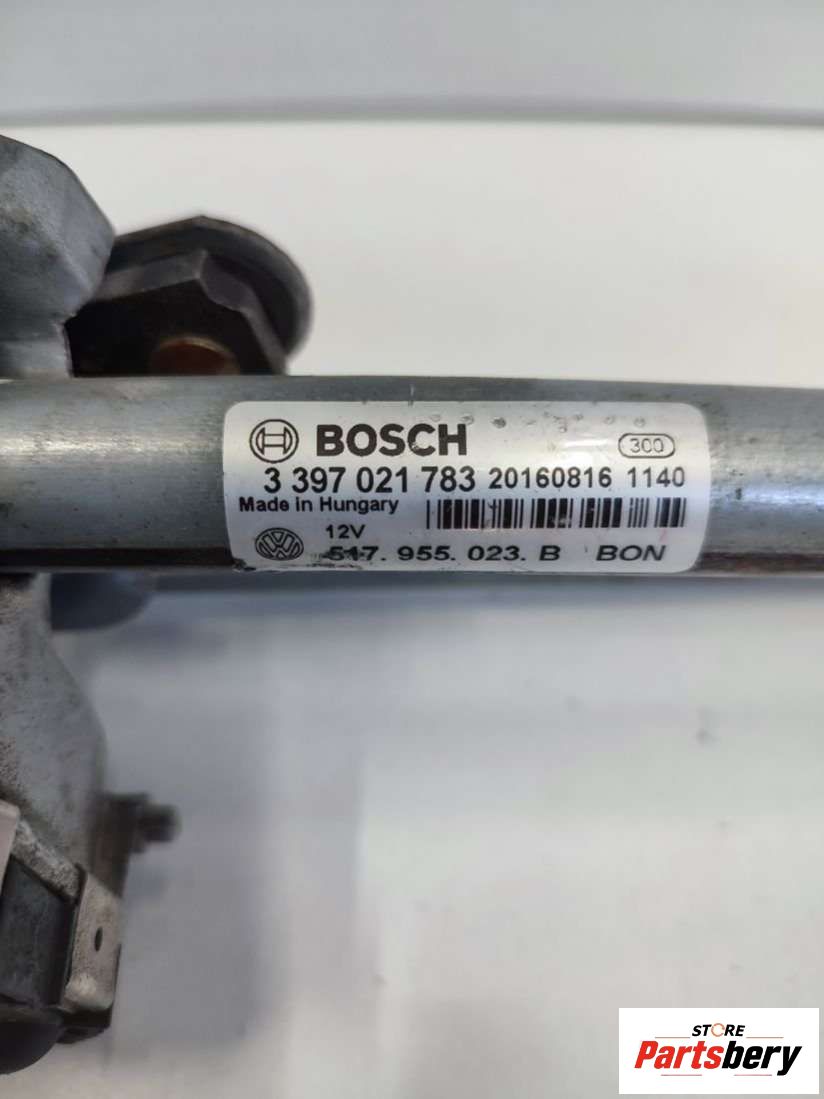 BOSCH 300
3 397 021 783 20160816 1140
Made in Hungary
12V
517. 955. 023. B BON
STORE
Partsbery